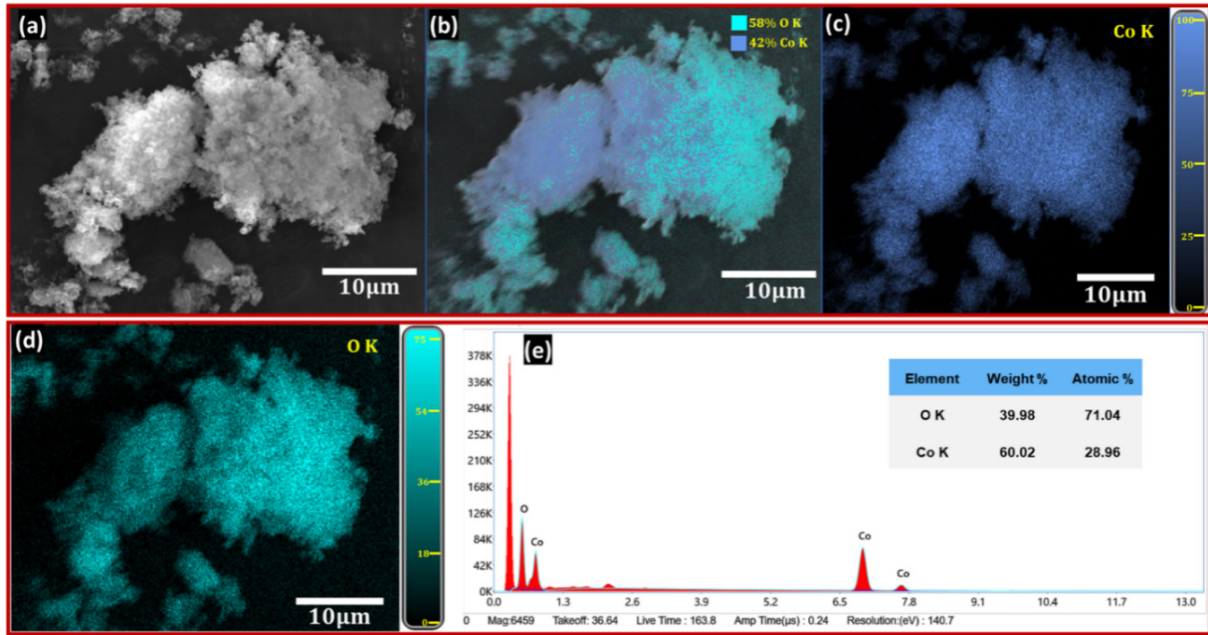 (a)
10μm
(b)
58% O K
42% Co K
10μm
(c)
Co K
100
75
50
25
0
10μm
(d)
O K
75
54
36
18
0
10μm
(e)
378K
336K
294K
252K
210K
168K
126K
84K
42K
0K
O
Co
Co
Co
0.0 1.3 2.6 3.9 5.2 6.5 7.8 9.1 10.4 11.7 13.0
Element Weight % Atomic %
O K 39.98 71.04
Co K 60.02 28.96
0 Mag:6459 Takeoff: 36.64 Live Time : 163.8 Amp Time(μs) : 0.24 Resolution:(eV) : 140.7